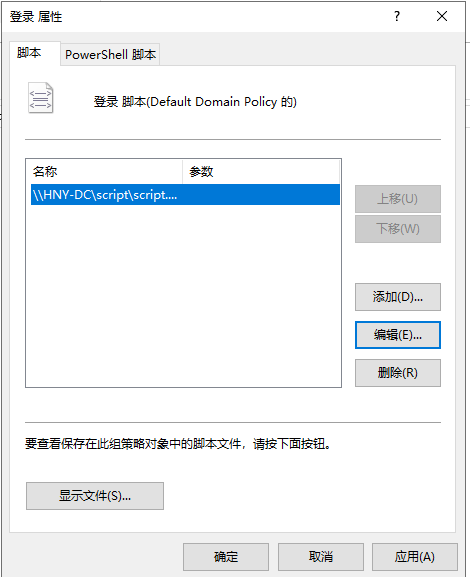 登录 属性
?
脚本
PowerShell 脚本
登录 脚本(Default Domain Policy 的)
名称
参数
\\HNY-DC\script\script....
上移(U)
下移(W)
添加(D)...
编辑(E)...
删除(R)
要查看保存在此组策略对象中的脚本文件，请按下面按钮。
显示文件(S)...
确定
取消
应用(A)